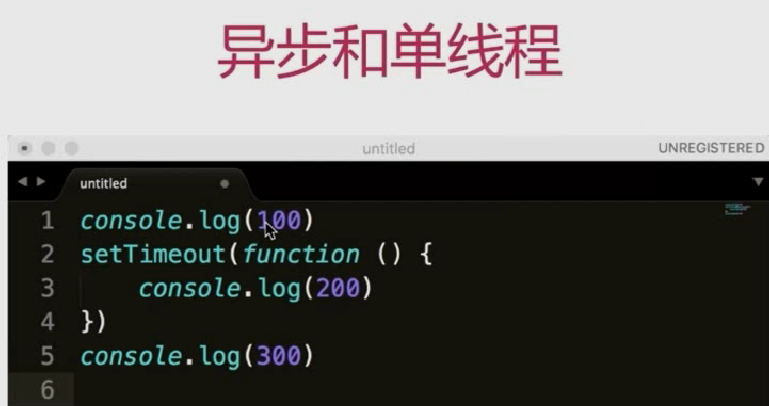 异步和单线程
untitled
UNREGISTERED
untitled
1 console.log(100)
2 setTimeout(function () {
3     console.log(200)
4 })
5 console.log(300)
6